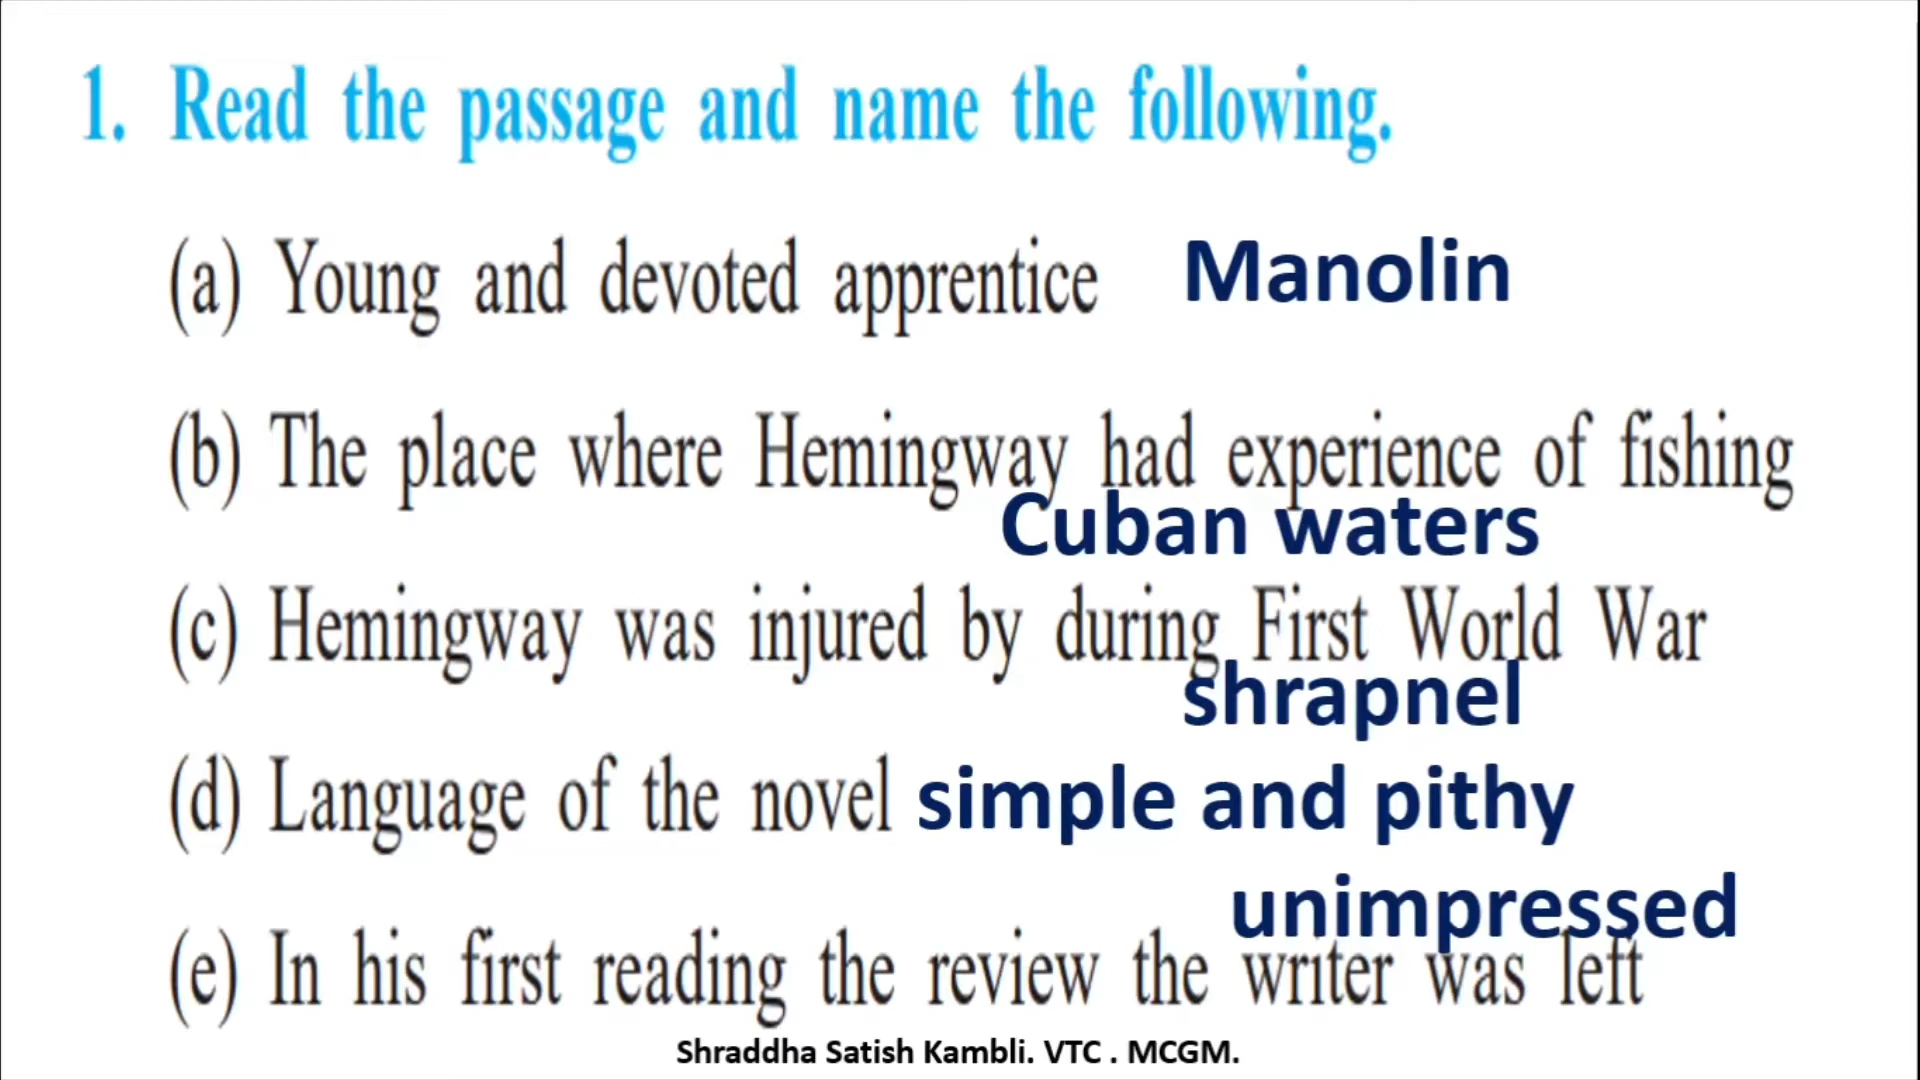 1. Read the passage and name the following.
(a) Young and devoted apprentice Manolin
(b) The place where Hemingway had experience of fishing
Cuban waters
(c) Hemingway was injured by during First World War
shrapnel
(d) Language of the novel simple and pithy
unimpressed
(e) In his first reading the review the writer was left
Shraddha Satish Kambli. VTC . MCGM.